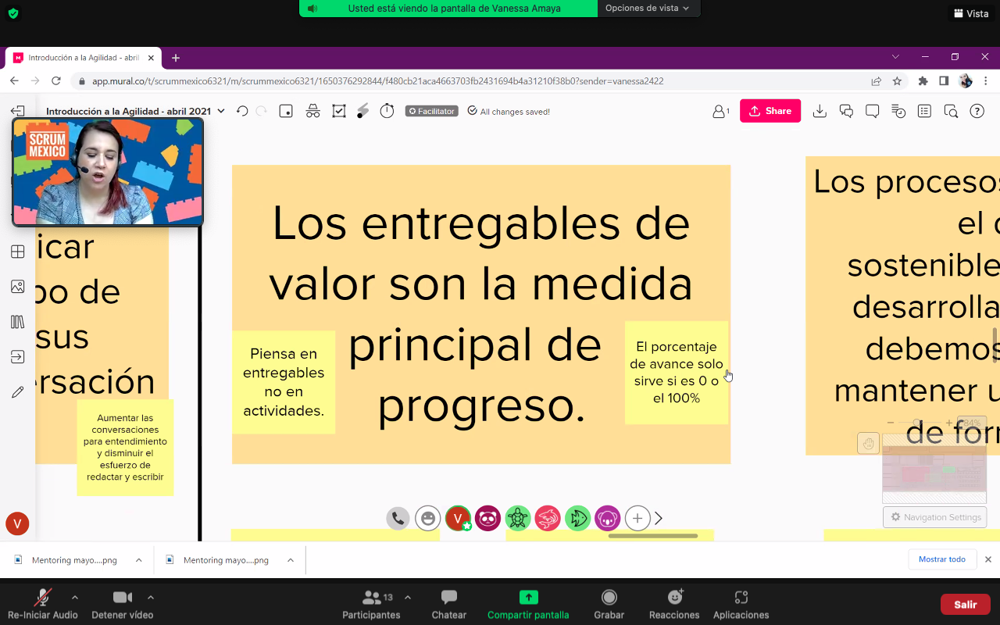 Usted está viendo la pantalla de Vanessa Amaya
Opciones de vista
Vista
Introducción a la Agilidad - abril
app.mural.co/t/scrummexico6321/m/scrummexico6321/1650376292844/f480cb21aca4663703fb2431694b4a31210f38b0?sender=vanessa2422
Introducción a la Agilidad - abril 2021
Facilitator
All changes saved!
1
Share
SCRUM
MEXICO
icar
po de
sus
rsación
Aumentar las
conversaciones
para entendimiento
y disminuir el
esfuerzo de
redactar y escribir
Los entregables de
valor son la medida
principal de
progreso.
Piensa en
entregables
no en
actividades.
El porcentaje
de avance solo
sirve si es 0 o
el 100%
Los procesos
el
sostenible
desarrolla
debemos
mantener u
de for
84%
Navigation Settings
V
V
Mentoring mayo....png
Mentoring mayo....png
Mostrar todo
Re-Iniciar Audio
Detener vídeo
Participantes
13
Chatear
Compartir pantalla
Grabar
Reacciones
Aplicaciones
Salir